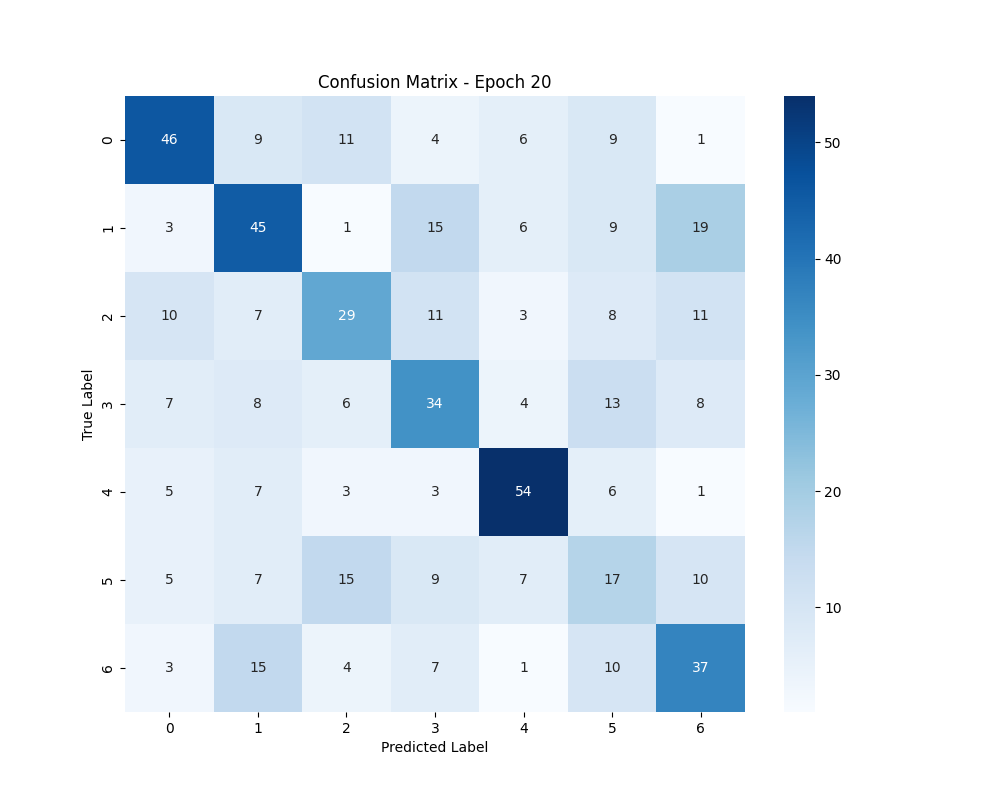 Confusion Matrix - Epoch 20
True Label
0 46 9 11 4 6 9 1
1 3 45 1 15 6 9 19
2 10 7 29 11 3 8 11
3 7 8 6 34 4 13 8
4 5 7 3 3 54 6 1
5 5 7 15 9 7 17 10
6 3 15 4 7 1 10 37
0 1 2 3 4 5 6
Predicted Label
50
40
30
20
10